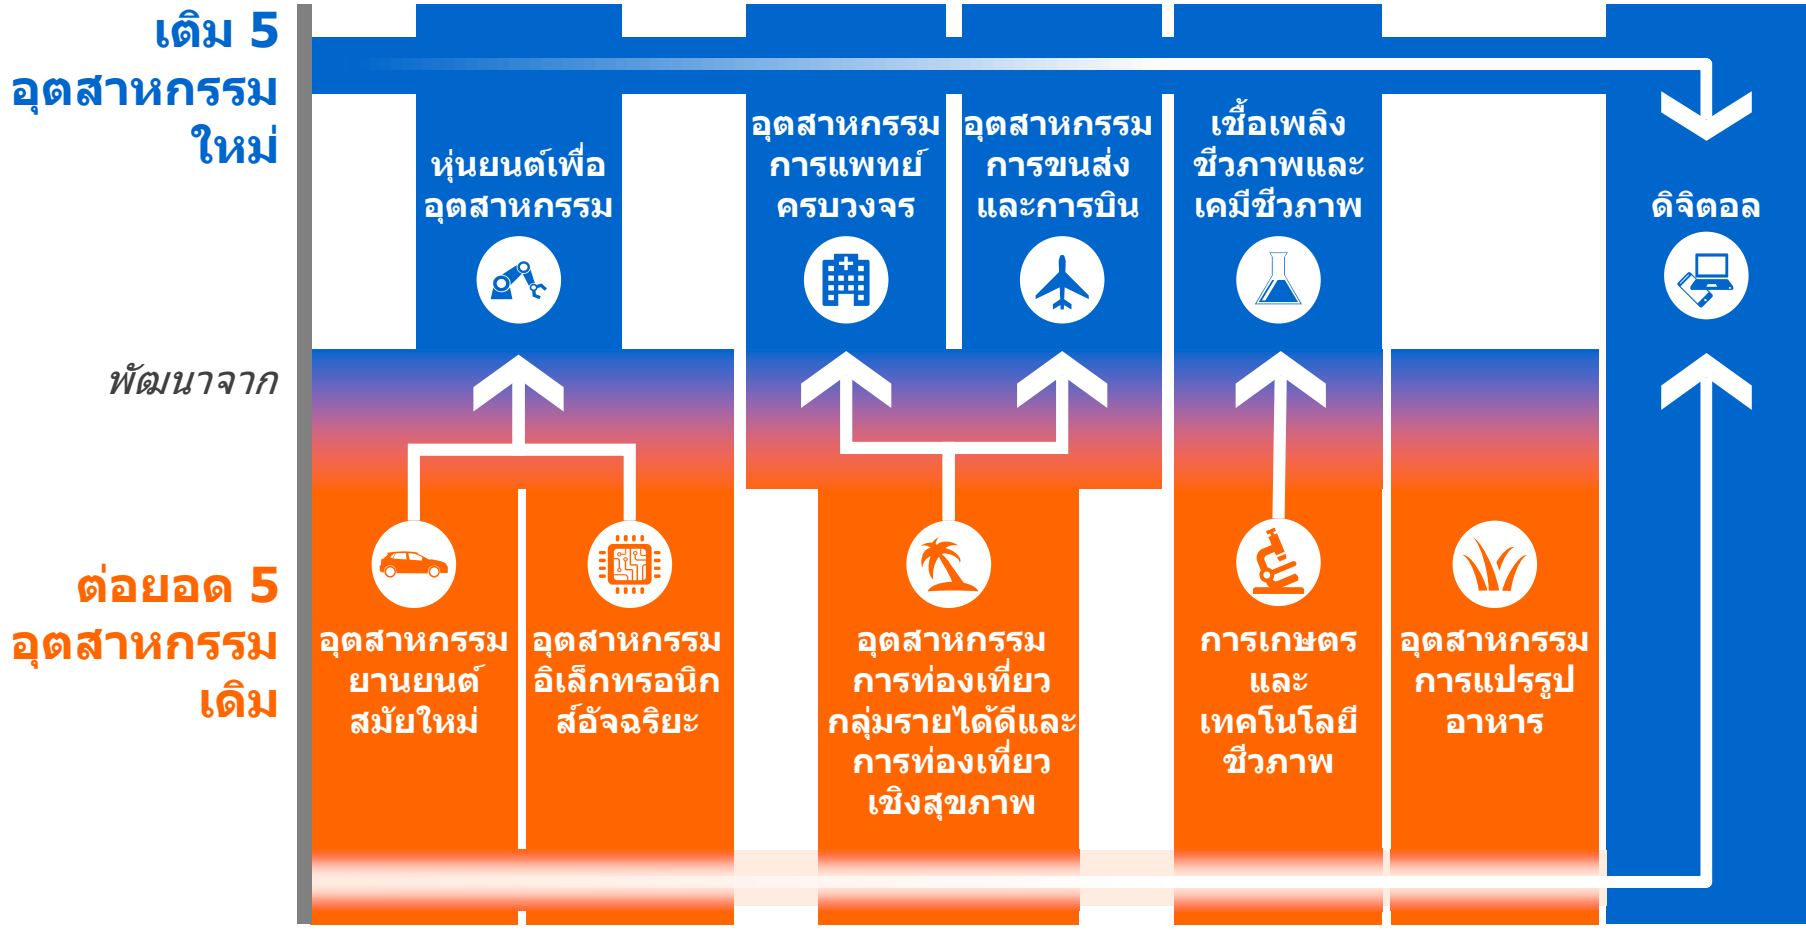 เติม 5
อุตสาหกรรม
ใหม่
หุ่นยนต์เพื่อ
อุตสาหกรรม
อุตสาหกรรม
การแพทย์
ครบวงจร
อุตสาหกรรม
การขนส่ง
และการบิน
เชื้อเพลิง
ชีวภาพและ
เคมีชีวภาพ
ดิจิตอล
พัฒนาจาก
ต่อยอด 5
อุตสาหกรรม
เดิม
อุตสาหกรรม
ยานยนต์
สมัยใหม่
อุตสาหกรรม
อิเล็กทรอนิก
ส์อัจฉริยะ
อุตสาหกรรม
การท่องเที่ยว
กลุ่มรายได้ดีและ
การท่องเที่ยว
เชิงสุขภาพ
การเกษตร
และ
เทคโนโลยี
ชีวภาพ
อุตสาหกรรม
การแปรรูป
อาหาร